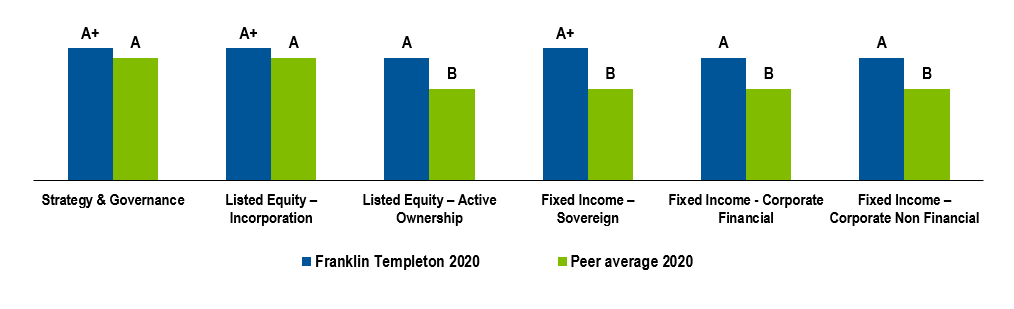 A+ A A+ A A B A+ B A B A B
Strategy & Governance
Listed Equity –
Incorporation
Listed Equity – Active
Ownership
Fixed Income –
Sovereign
Fixed Income - Corporate
Financial
Fixed Income –
Corporate Non Financial
Franklin Templeton 2020
Peer average 2020